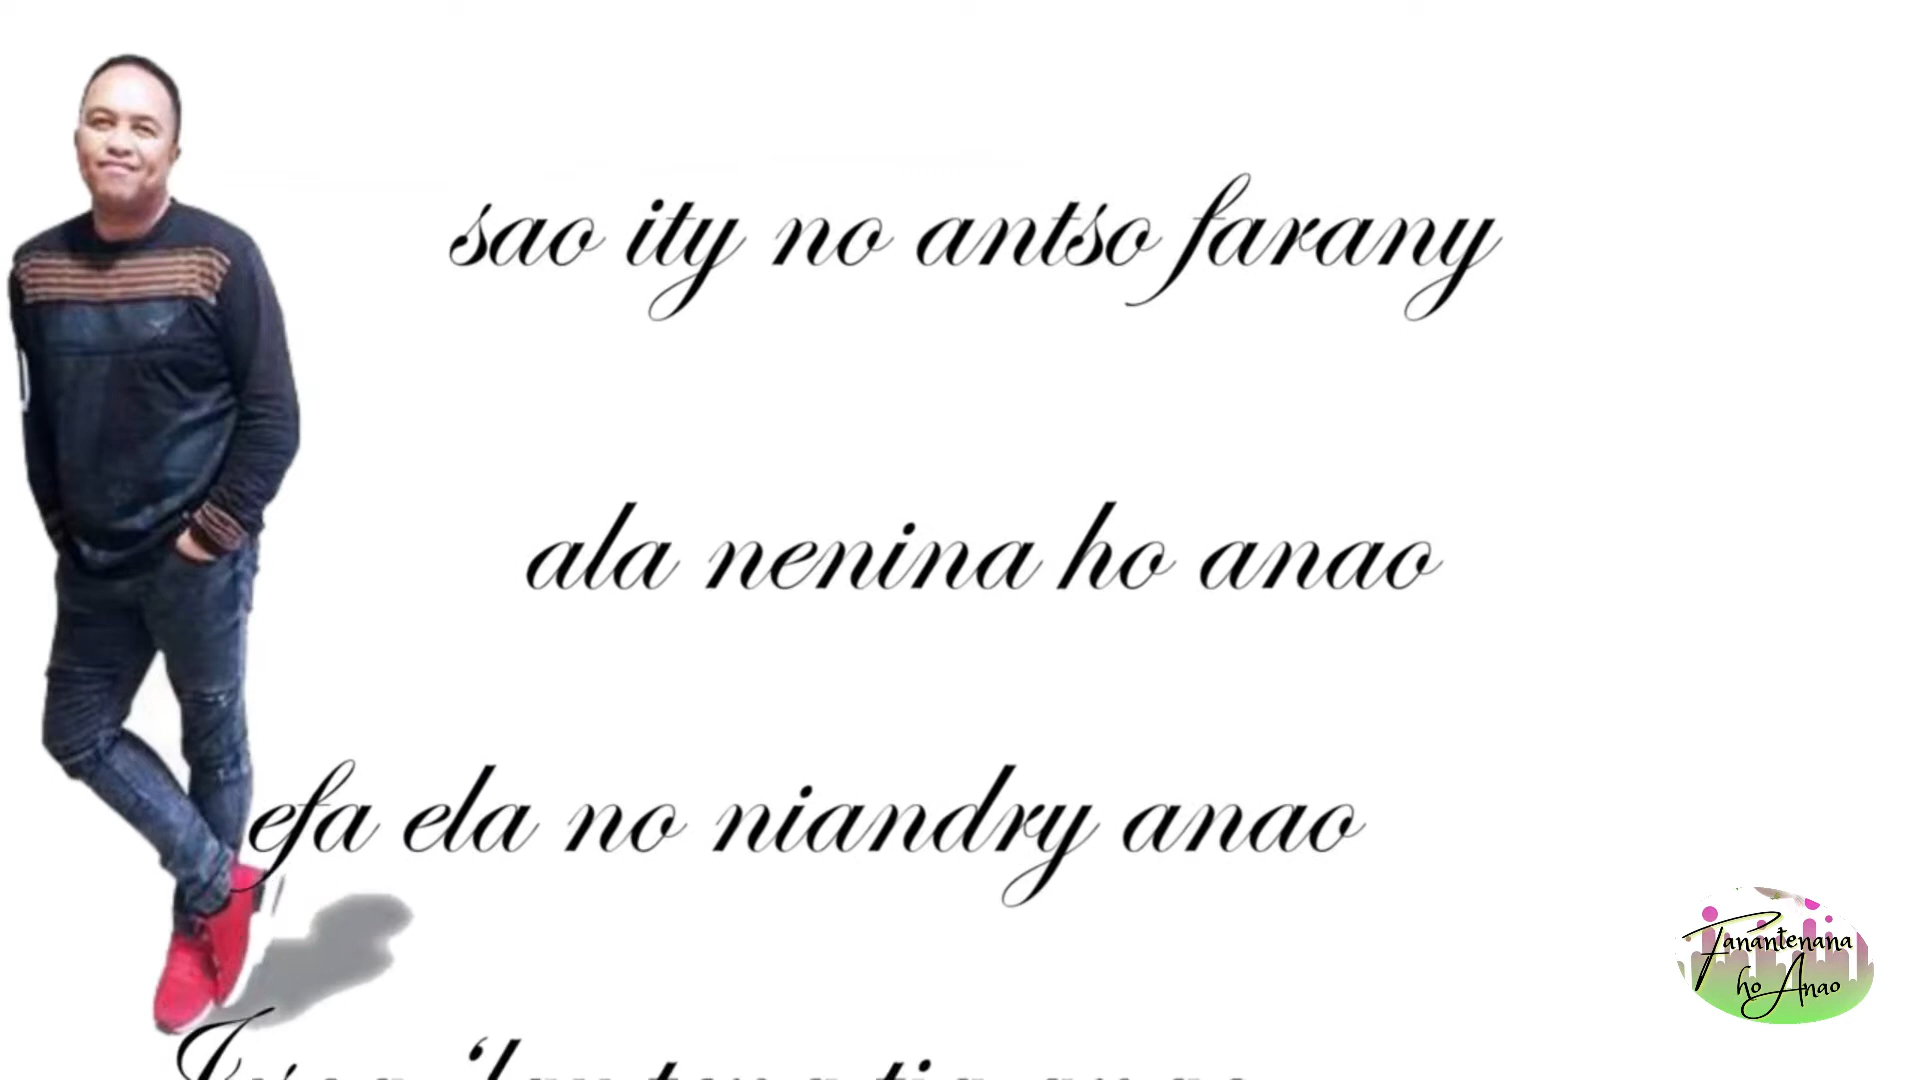 sao ity no antso farany
ala nenina ho anao
efa ela no niandry anao
Fanantenana
ho Anao